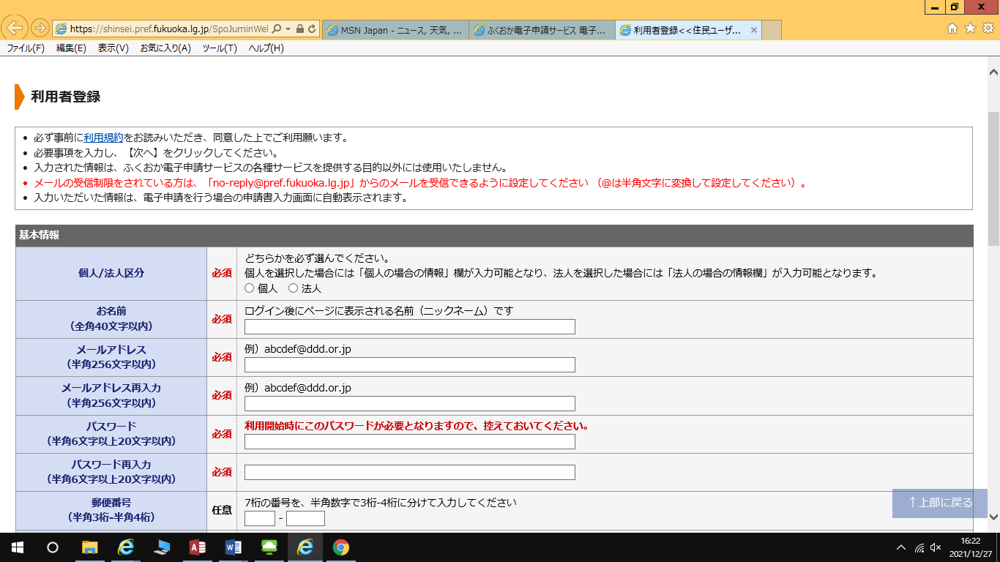 https://shinsei.pref.fukuoka.lg.jp/SpoJuminWel
MSN Japan - ニュース, 天気, ...
ふくおか電子申請サービス 電子...
利用者登録<<住民ユーザ...
ファイル(F) 編集(E) 表示(V) お気に入り(A) ツール(T) ヘルプ(H)
利用者登録
• 必ず事前に利用規約をお読みいただき、同意した上でご利用願います。
• 必要事項を入力し、【次へ】をクリックしてください。
• 入力された情報は、ふくおか電子申請サービスの各種サービスを提供する目的以外には使用いたしません。
• メールの受信制限をされている方は、「no-reply@pref.fukuoka.lg.jp」からのメールを受信できるように設定してください （@は半角文字に変換して設定してください）。
• 入力いただいた情報は、電子申請を行う場合の申請書入力画面に自動表示されます。
基本情報
個人/法人区分
必須
どちらかを必ず選んでください。
個人を選択した場合には「個人の場合の情報」欄が入力可能となり、法人を選択した場合には「法人の場合の情報欄」が入力可能となります。
個人 法人
お名前
（全角40文字以内）
必須
ログイン後にページに表示される名前（ニックネーム）です
メールアドレス
（半角256文字以内）
必須
例）abcdef@ddd.or.jp
メールアドレス再入力
（半角256文字以内）
必須
例）abcdef@ddd.or.jp
パスワード
（半角6文字以上20文字以内）
必須
利用開始時にこのパスワードが必要となりますので、控えておいてください。
パスワード再入力
（半角6文字以上20文字以内）
必須
郵便番号
（半角3桁-半角4桁）
任意
7桁の番号を、半角数字で3桁-4桁に分けて入力してください
-
↑上部に戻る
16:22
2021/12/27